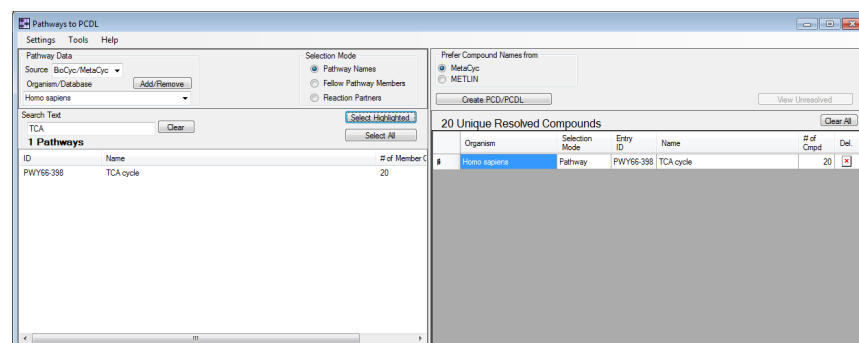 Pathways to PCDL
Settings Tools Help
Pathway Data
Source BioCyc/MetaCyc
Organism/Database Add/Remove
Homo sapiens
Selection Mode
Pathway Names
Fellow Pathway Members
Reaction Partners
Search Text
TCA Clear
Select Highlighted
Select All
1 Pathways
ID Name # of Member C
PWY66-398 TCA cycle 20
Prefer Compound Names from
MetaCyc
METLIN
Create PCD/PCDL View Unresolved
20 Unique Resolved Compounds Clear All
Organism Selection Mode Entry ID Name # of Cmpd Del.
Homo sapiens Pathway PWY66-398 TCA cycle 20